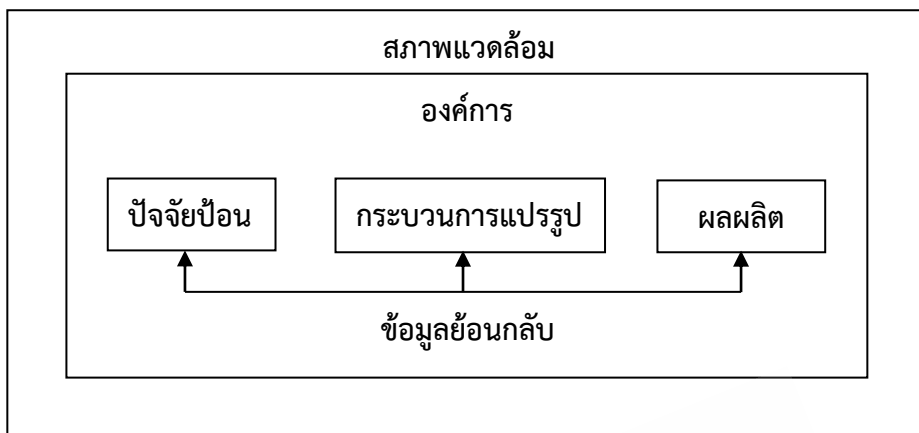 สภาพแวดล้อม
องค์การ
ปัจจัยป้อน กระบวนการแปรรูป ผลผลิต
ข้อมูลย้อนกลับ